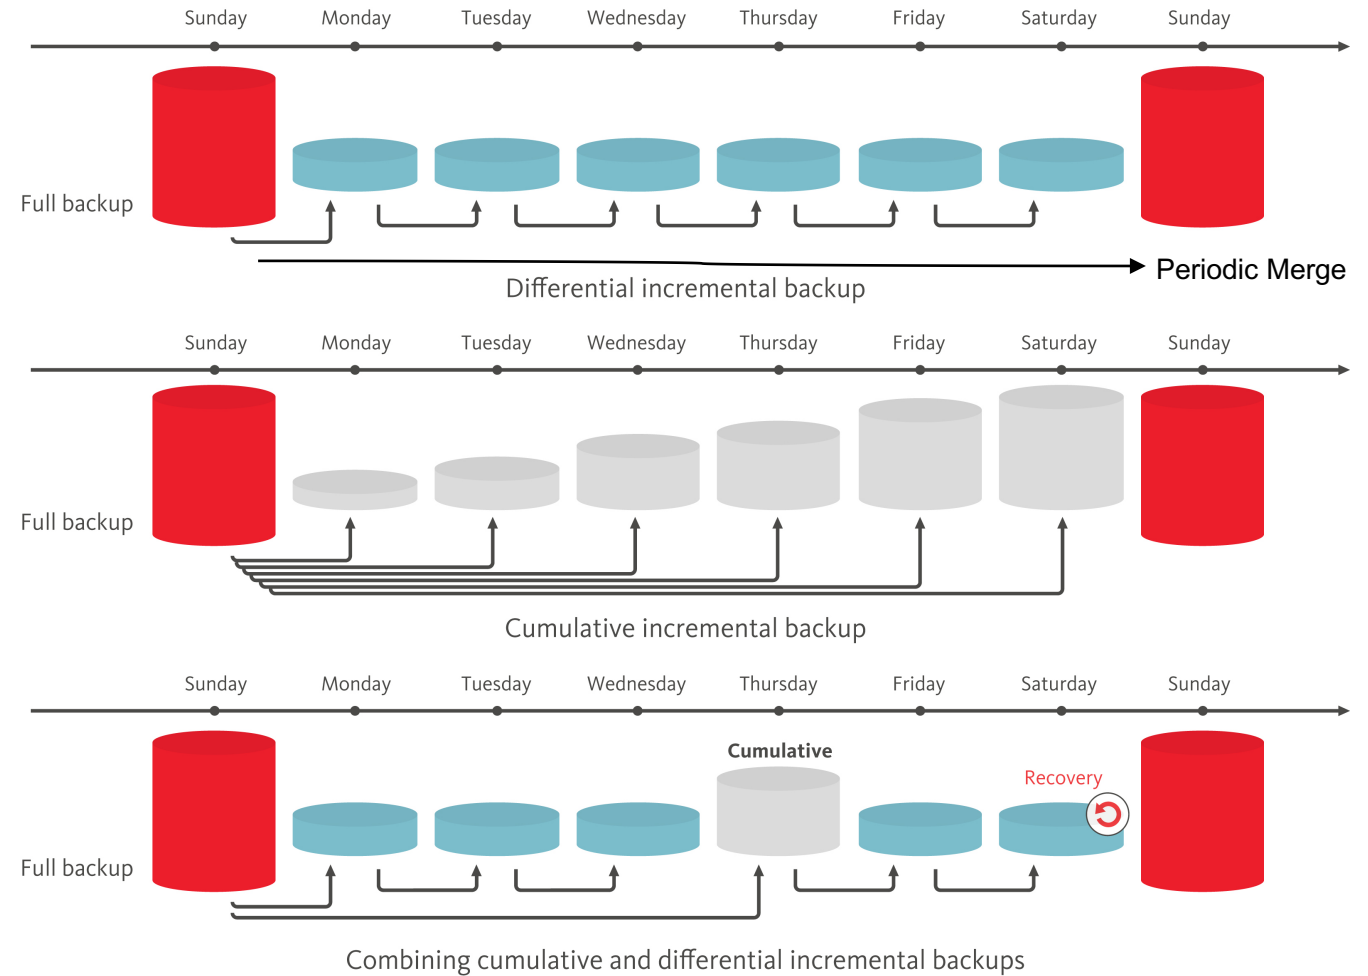 Sunday Monday Tuesday Wednesday Thursday Friday Saturday Sunday
Full backup
Periodic Merge
Differential incremental backup
Sunday Monday Tuesday Wednesday Thursday Friday Saturday Sunday
Full backup
Cumulative incremental backup
Sunday Monday Tuesday Wednesday Thursday Friday Saturday Sunday
Cumulative
Recovery
Full backup
Combining cumulative and differential incremental backups